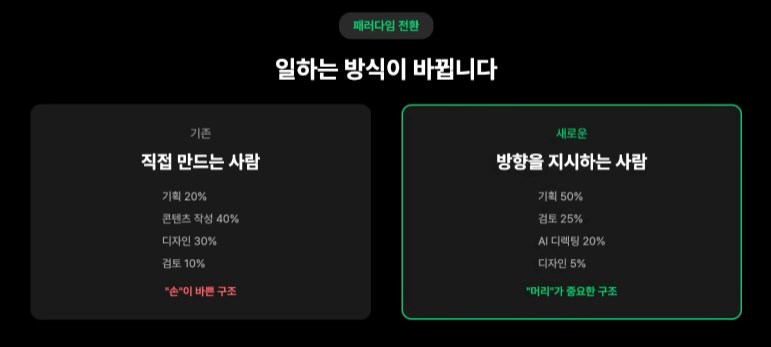 패러다임 전환
일하는 방식이 바뀝니다
기존
직접 만드는 사람
기획 20%
콘텐츠 작성 40%
디자인 30%
검토 10%
"손"이 바쁜 구조
새로운
방향을 지시하는 사람
기획 50%
검토 25%
AI 디렉팅 20%
디자인 5%
"머리"가 중요한 구조